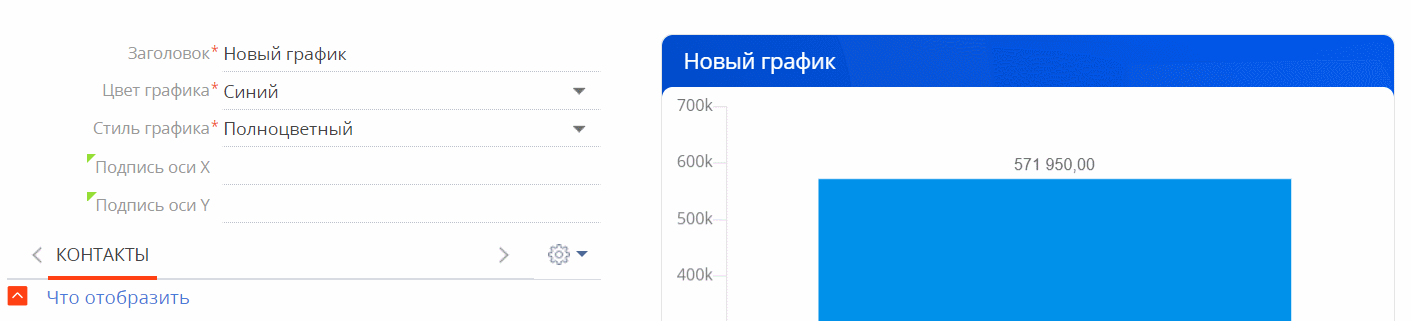 Заголовок* Новый график
Цвет графика* Синий
Стиль графика* Полноцветный
Подпись оси X
Подпись оси Y
КОНТАКТЫ
Что отобразить
Новый график
700k
571 950,00
600k
500k
400k